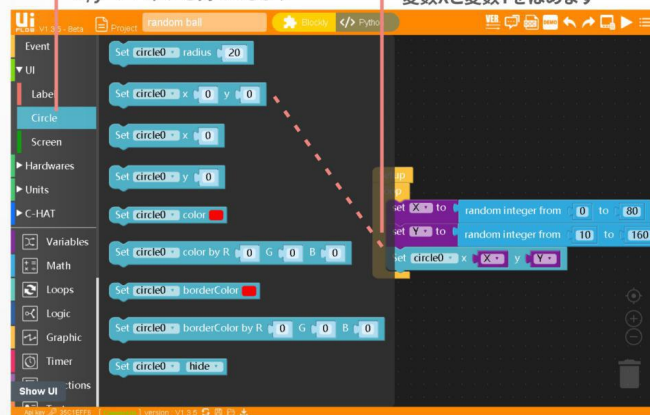 変数Xと変数Yをはめます
Ui
FLOW V1.3.5 - Beta
Project
random ball
Blockly
</> Python
VER
Event
▼UI
Label
Circle
Screen
▶Hardwares
▶Units
▶C-HAT
Variables
Math
Loops
Logic
Graphic
Timer
Show UI
Set circle0 radius 20
Set circle0 x 0 y 0
Set circle0 x 0
Set circle0 y 0
Set circle0 color
Set circle0 color by R 0 G 0 B 0
Set circle0 borderColor
Set circle0 borderColor by R 0 G 0 B 0
Set circle0 hide
set X to random integer from 0 to 80
set Y to random integer from 10 to 160
Set circle0 x X y Y
version : V1.3.5